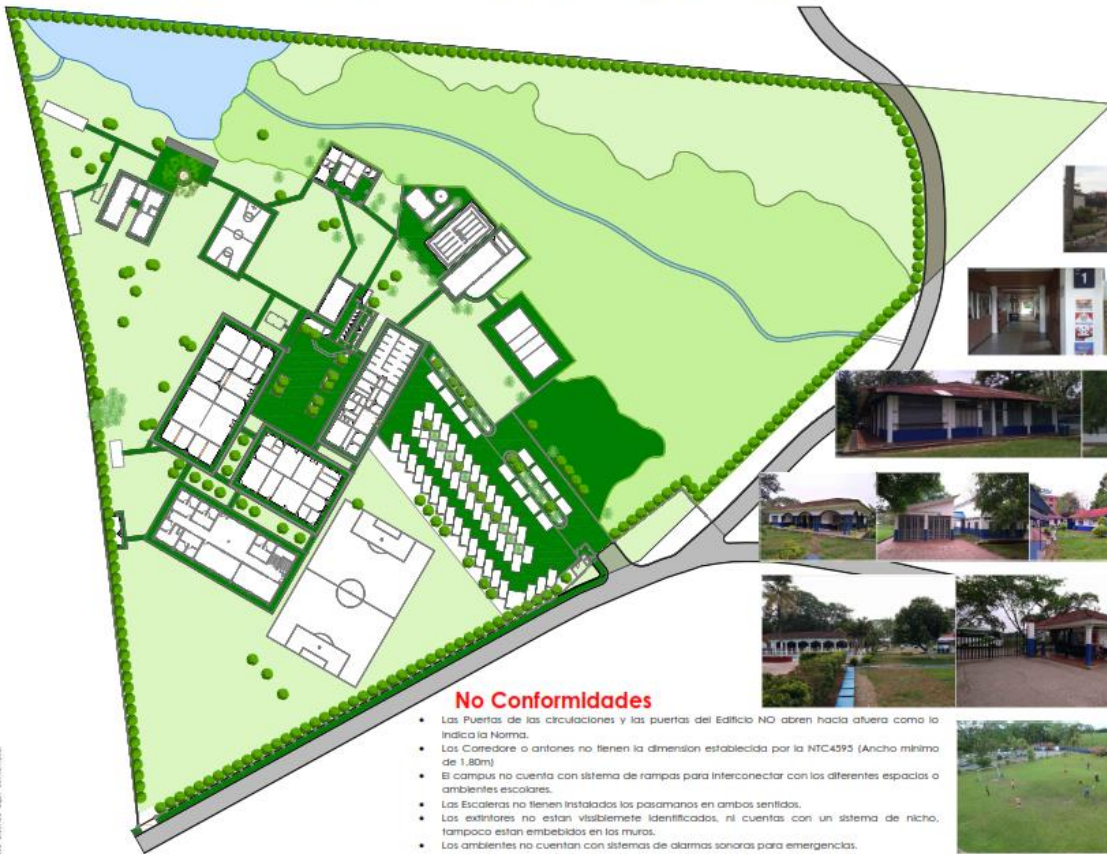 1
No Conformidades
• Las Puertas de las circulaciones y las puertas del Edificio NO abren hacia afuera como lo
indica la Norma.
• Los Corredore o antones no tienen la dimension establecida por la NTC4595 (Ancho minimo
de 1,80m)
• El campus no cuenta con sistema de rampas para interconectar con los diferentes espacios o
ambientes escolares.
• Las Escaleras no tienen instalados los pasamanos en ambos sentidos.
• Los extintores no estan vissiblemete identificados, ni cuentas con un sistema de nicho,
tampoco estan embebidos en los muros.
• Los ambientes no cuentan con sistemas de alarmas sonoras para emergencias.